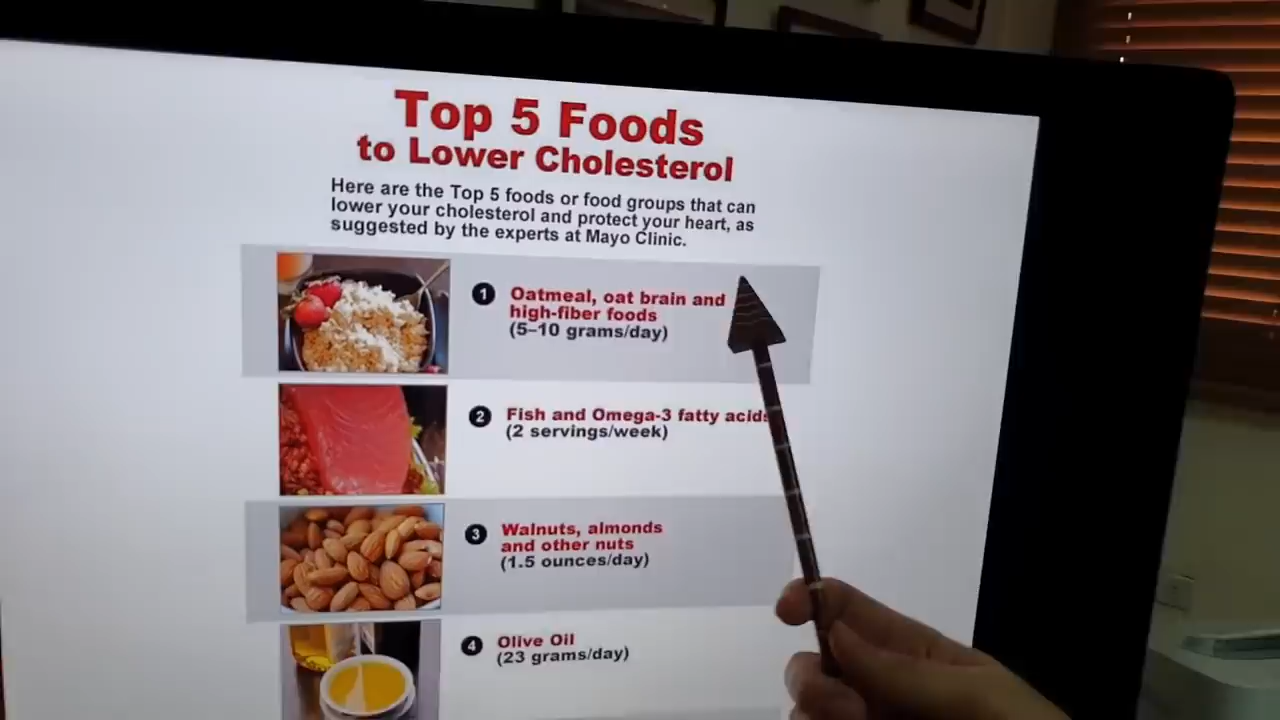 Top 5 Foods
to Lower Cholesterol
Here are the Top 5 foods or food groups that can
lower your cholesterol and protect your heart, as
suggested by the experts at Mayo Clinic.
1 Oatmeal, oat brain and
high-fiber foods
(5–10 grams/day)
2 Fish and Omega-3 fatty acids
(2 servings/week)
3 Walnuts, almonds
and other nuts
(1.5 ounces/day)
4 Olive Oil
(23 grams/day)